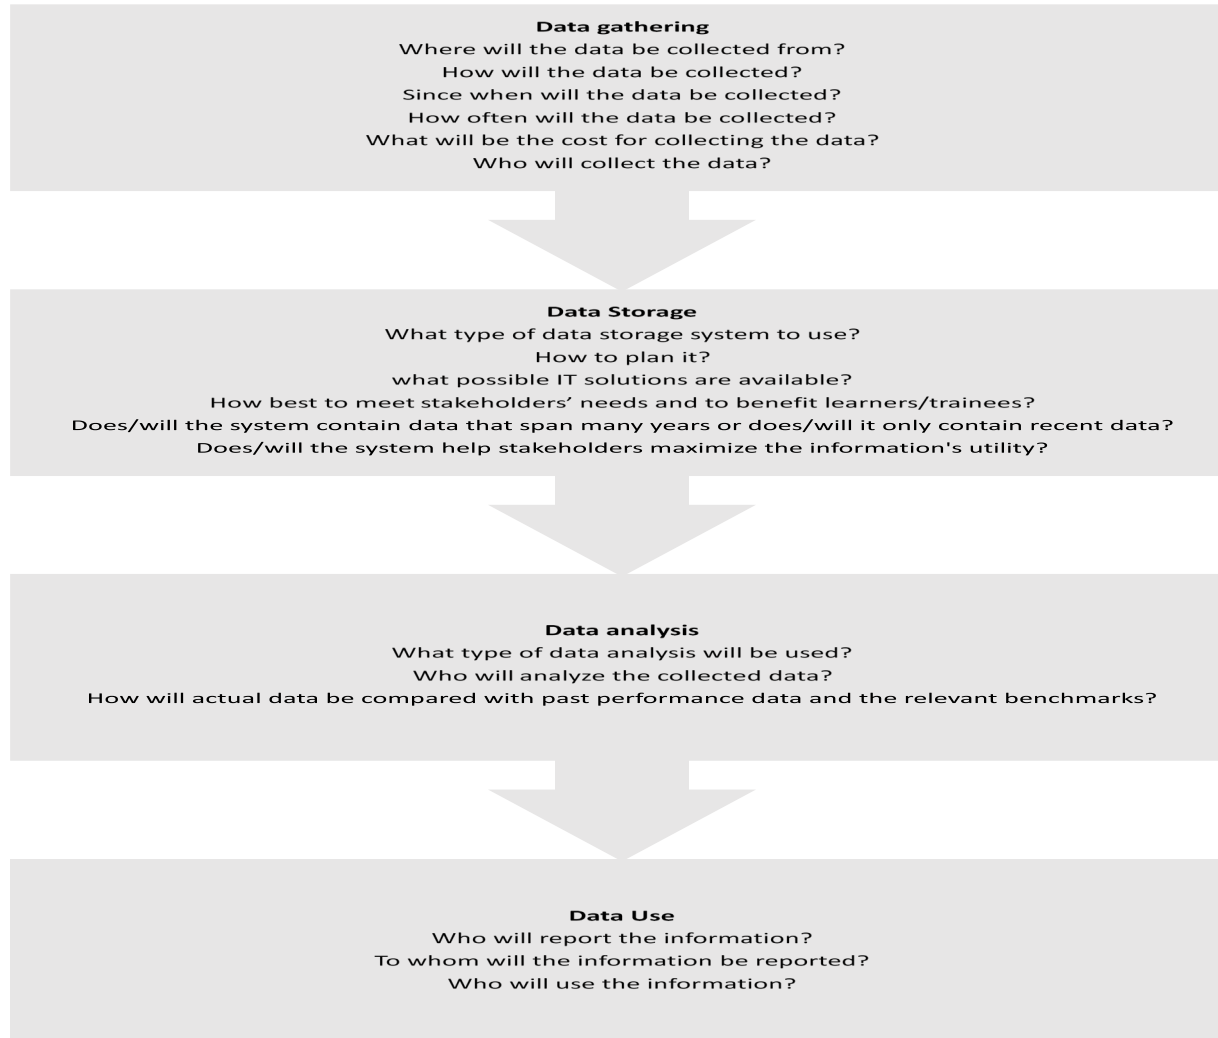 Data gathering
Where will the data be collected from?
How will the data be collected?
Since when will the data be collected?
How often will the data be collected?
What will be the cost for collecting the data?
Who will collect the data?
Data Storage
What type of data storage system to use?
How to plan it?
what possible IT solutions are available?
How best to meet stakeholders’ needs and to benefit learners/trainees?
Does/will the system contain data that span many years or does/will it only contain recent data?
Does/will the system help stakeholders maximize the information's utility?
Data analysis
What type of data analysis will be used?
Who will analyze the collected data?
How will actual data be compared with past performance data and the relevant benchmarks?
Data Use
Who will report the information?
To whom will the information be reported?
Who will use the information?